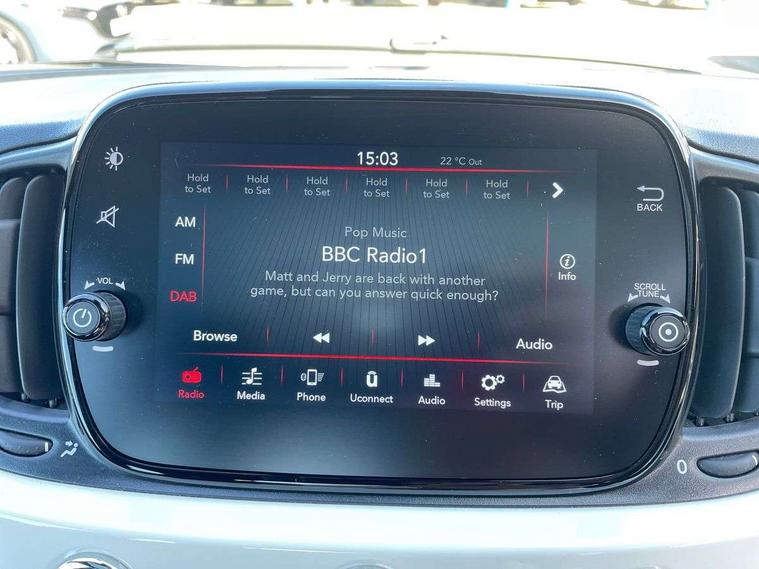 15:03 22 °C Out
Hold Hold Hold Hold Hold Hold
to Set to Set to Set to Set to Set to Set
AM
FM
DAB
Pop Music
BBC Radio1
Matt and Jerry are back with another
game, but can you answer quick enough?
Info
Browse Audio
Radio Media Phone Uconnect Audio Settings Trip
VOL
BACK
SCROLL
TUNE
0